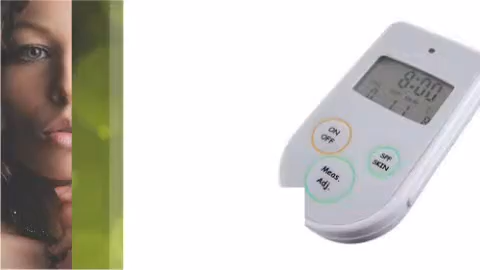 8:00
ON
OFF
SPF
SKIN
Meas.
Adj.